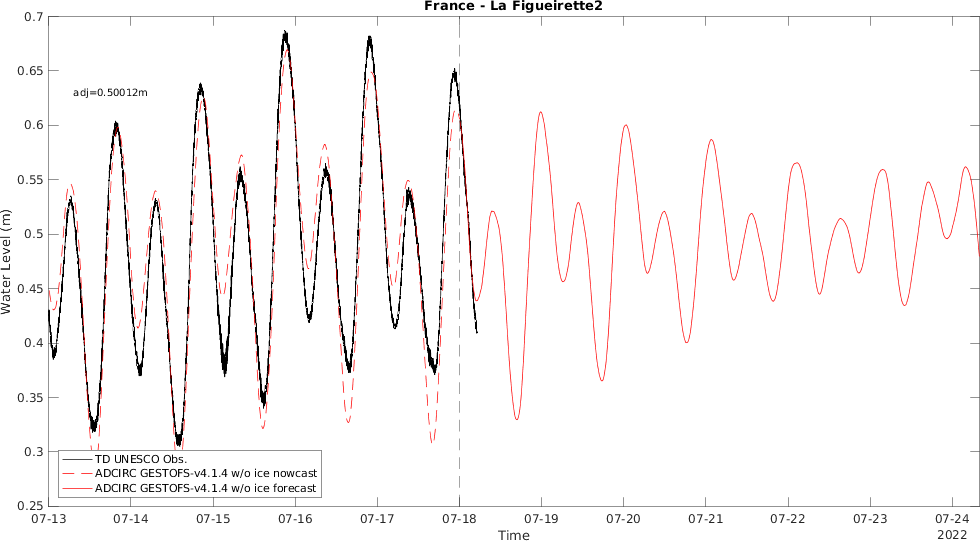 France - La Figueirette2
0.7
0.65
0.6
0.55
0.5
0.45
0.4
0.35
0.3
0.25
Water Level (m)
adj=0.50012m
TD UNESCO Obs.
ADCIRC GESTOFS-v4.1.4 w/o ice nowcast
ADCIRC GESTOFS-v4.1.4 w/o ice forecast
07-13 07-14 07-15 07-16 07-17 07-18 07-19 07-20 07-21 07-22 07-23 07-24
2022
Time